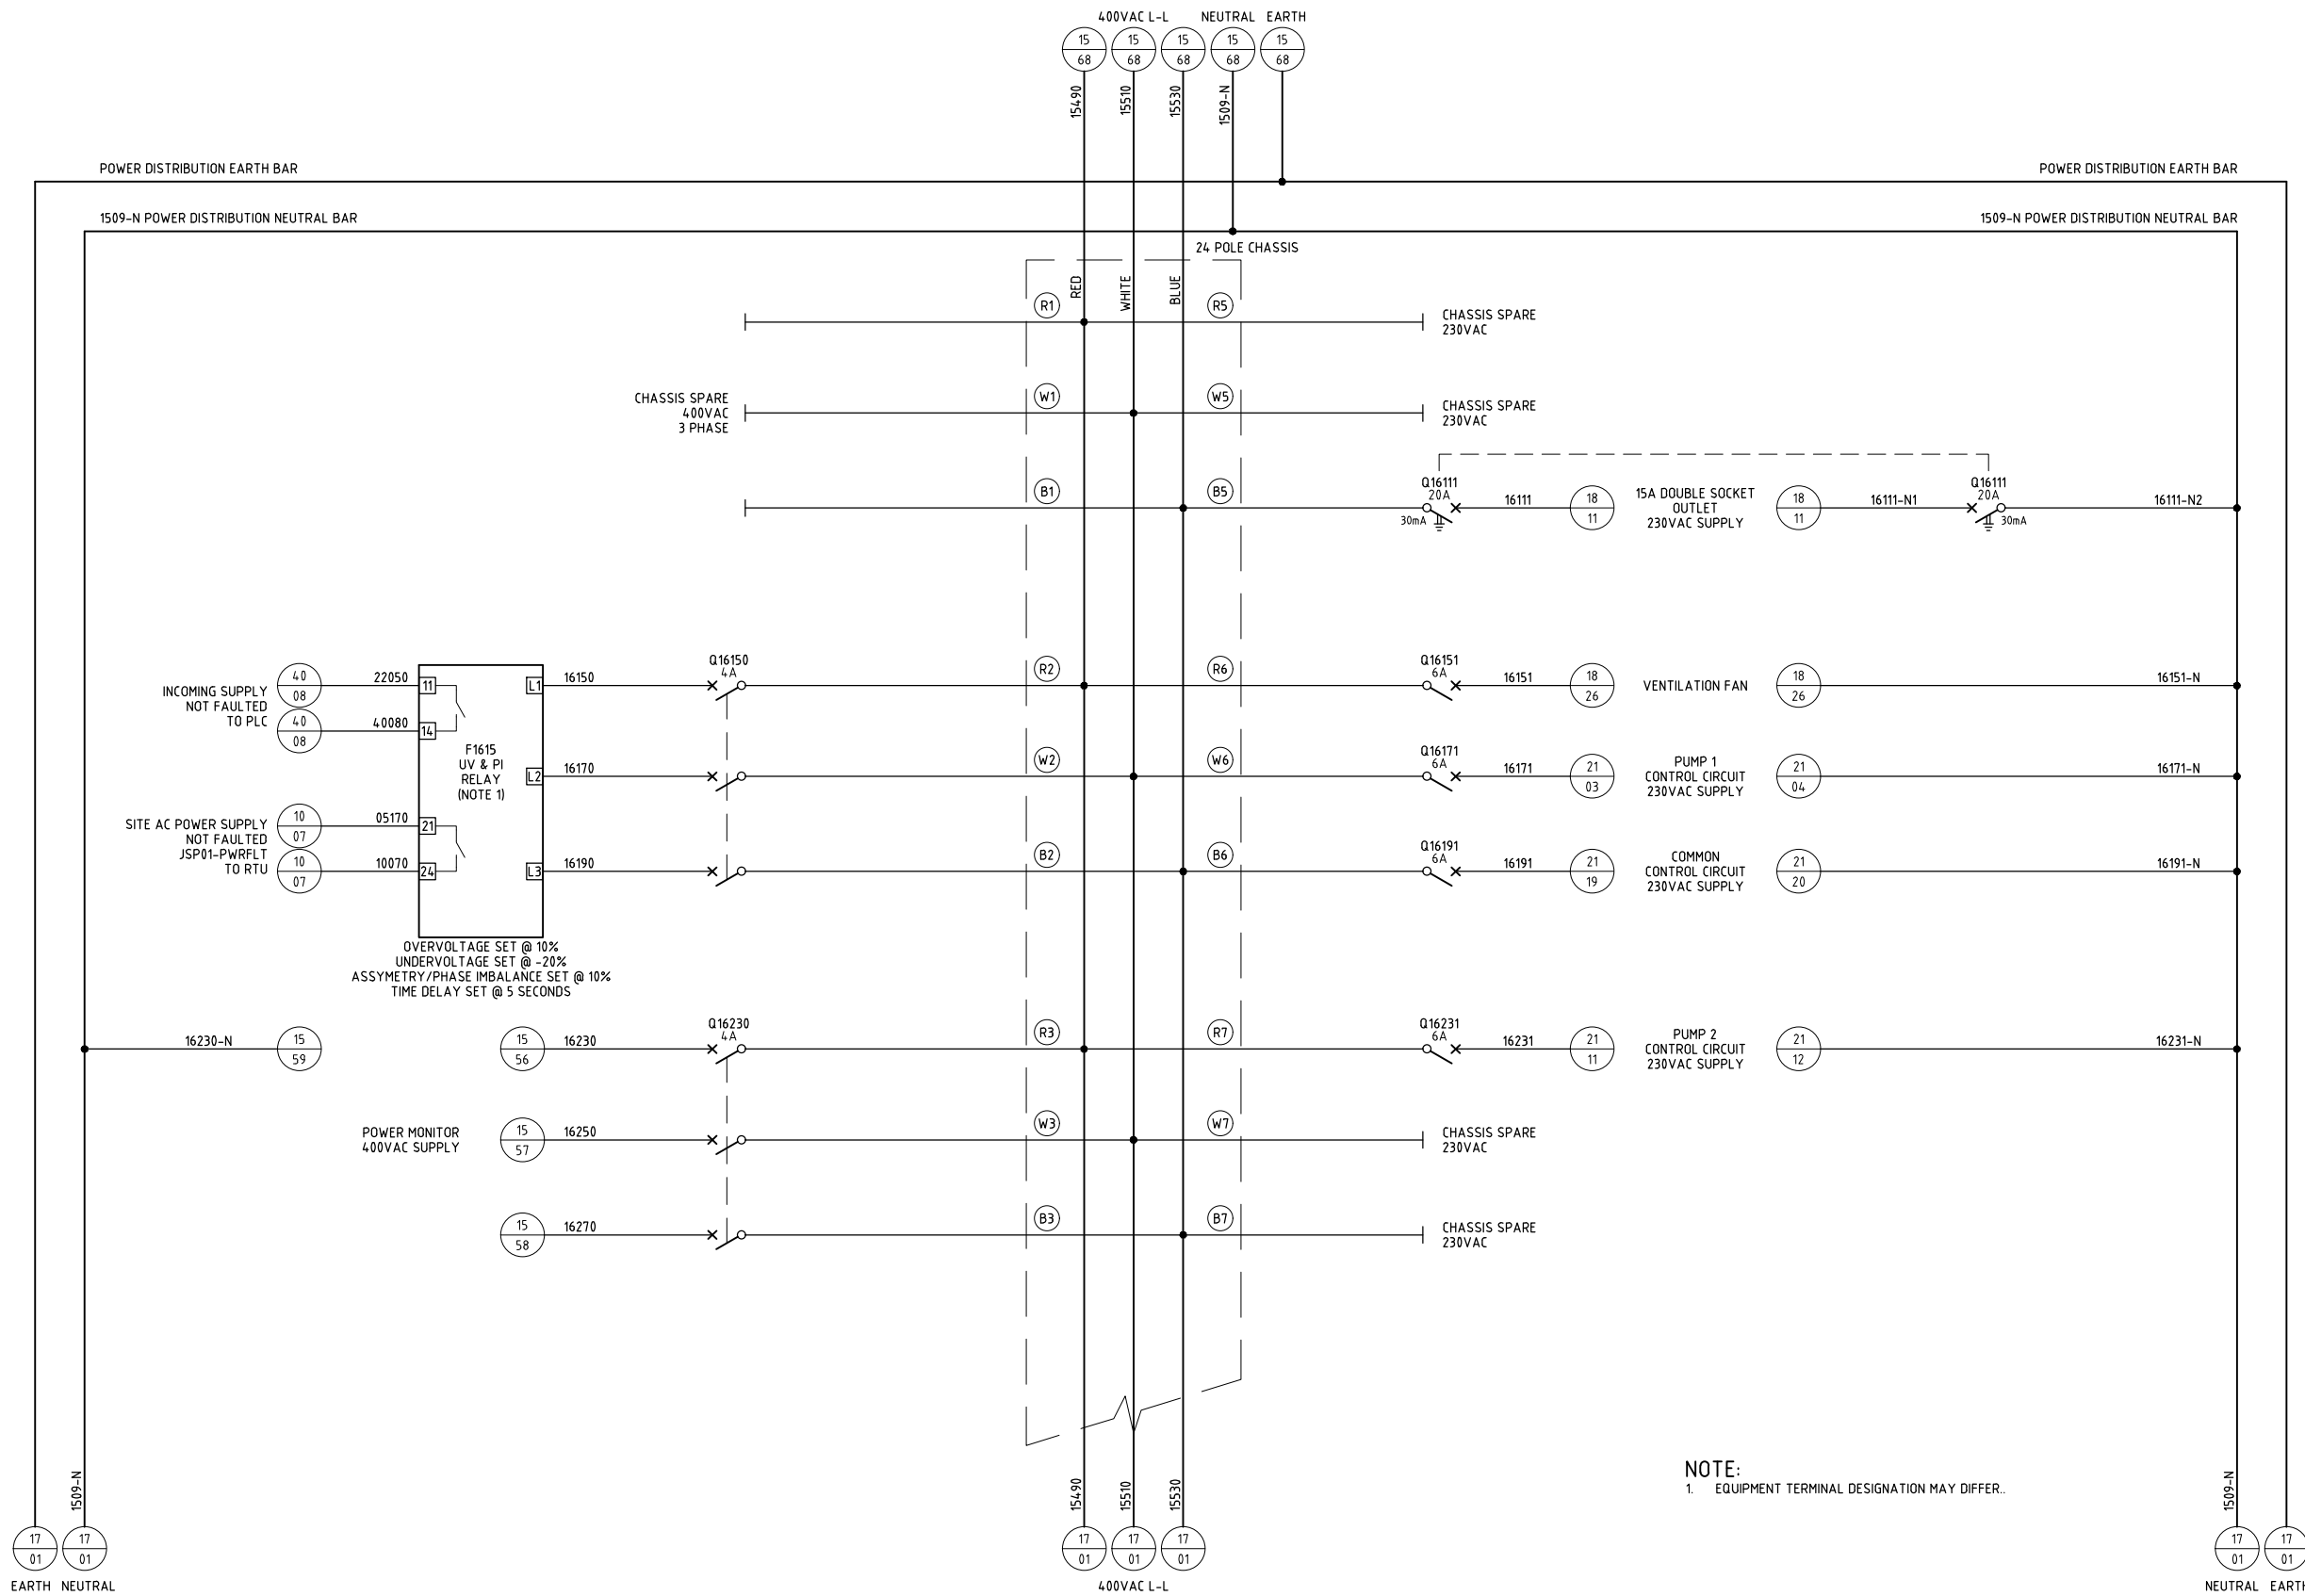 400VAC L-L NEUTRAL EARTH
15 15 15 15 15
68 68 68 68 68
15490 15510 15530 1509-N
POWER DISTRIBUTION EARTH BAR POWER DISTRIBUTION EARTH BAR
1509-N POWER DISTRIBUTION NEUTRAL BAR 1509-N POWER DISTRIBUTION NEUTRAL BAR
24 POLE CHASSIS
RED WHITE BLUE
R1 R5
CHASSIS SPARE
230VAC
CHASSIS SPARE
400VAC
3 PHASE
W1 W5
CHASSIS SPARE
230VAC
B1 B5
Q16111
20A
30mA
16111
18
11
15A DOUBLE SOCKET
OUTLET
230VAC SUPPLY
18
11
16111-N1
Q16111
20A
30mA
16111-N2
INCOMING SUPPLY
NOT FAULTED
TO PLC
40
08
22050
11
40
08
40080
14
F1615
UV & PI
RELAY
(NOTE 1)
L1
16150
Q16150
4A
R2 R6
Q16151
6A
16151
18
26
VENTILATION FAN
18
26
16151-N
L2
16170
W2 W6
Q16171
6A
16171
21
03
PUMP 1
CONTROL CIRCUIT
230VAC SUPPLY
21
04
16171-N
SITE AC POWER SUPPLY
NOT FAULTED
JSP01-PWRFLT
TO RTU
10
07
05170
21
10
07
10070
24
L3
16190
B2 B6
Q16191
6A
16191
21
19
COMMON
CONTROL CIRCUIT
230VAC SUPPLY
21
20
16191-N
OVERVOLTAGE SET @ 10%
UNDERVOLTAGE SET @ -20%
ASSYMETRY/PHASE IMBALANCE SET @ 10%
TIME DELAY SET @ 5 SECONDS
16230-N
15
59
15
56
16230
Q16230
4A
R3 R7
Q16231
6A
16231
21
11
PUMP 2
CONTROL CIRCUIT
230VAC SUPPLY
21
12
16231-N
POWER MONITOR
400VAC SUPPLY
15
57
16250
W3 W7
CHASSIS SPARE
230VAC
15
58
16270
B3 B7
CHASSIS SPARE
230VAC
NOTE:
1. EQUIPMENT TERMINAL DESIGNATION MAY DIFFER..
1509-N 15490 15510 15530 1509-N
17 17 17 17 17 17 17
01 01 01 01 01 01 01
EARTH NEUTRAL 400VAC L-L NEUTRAL EARTH